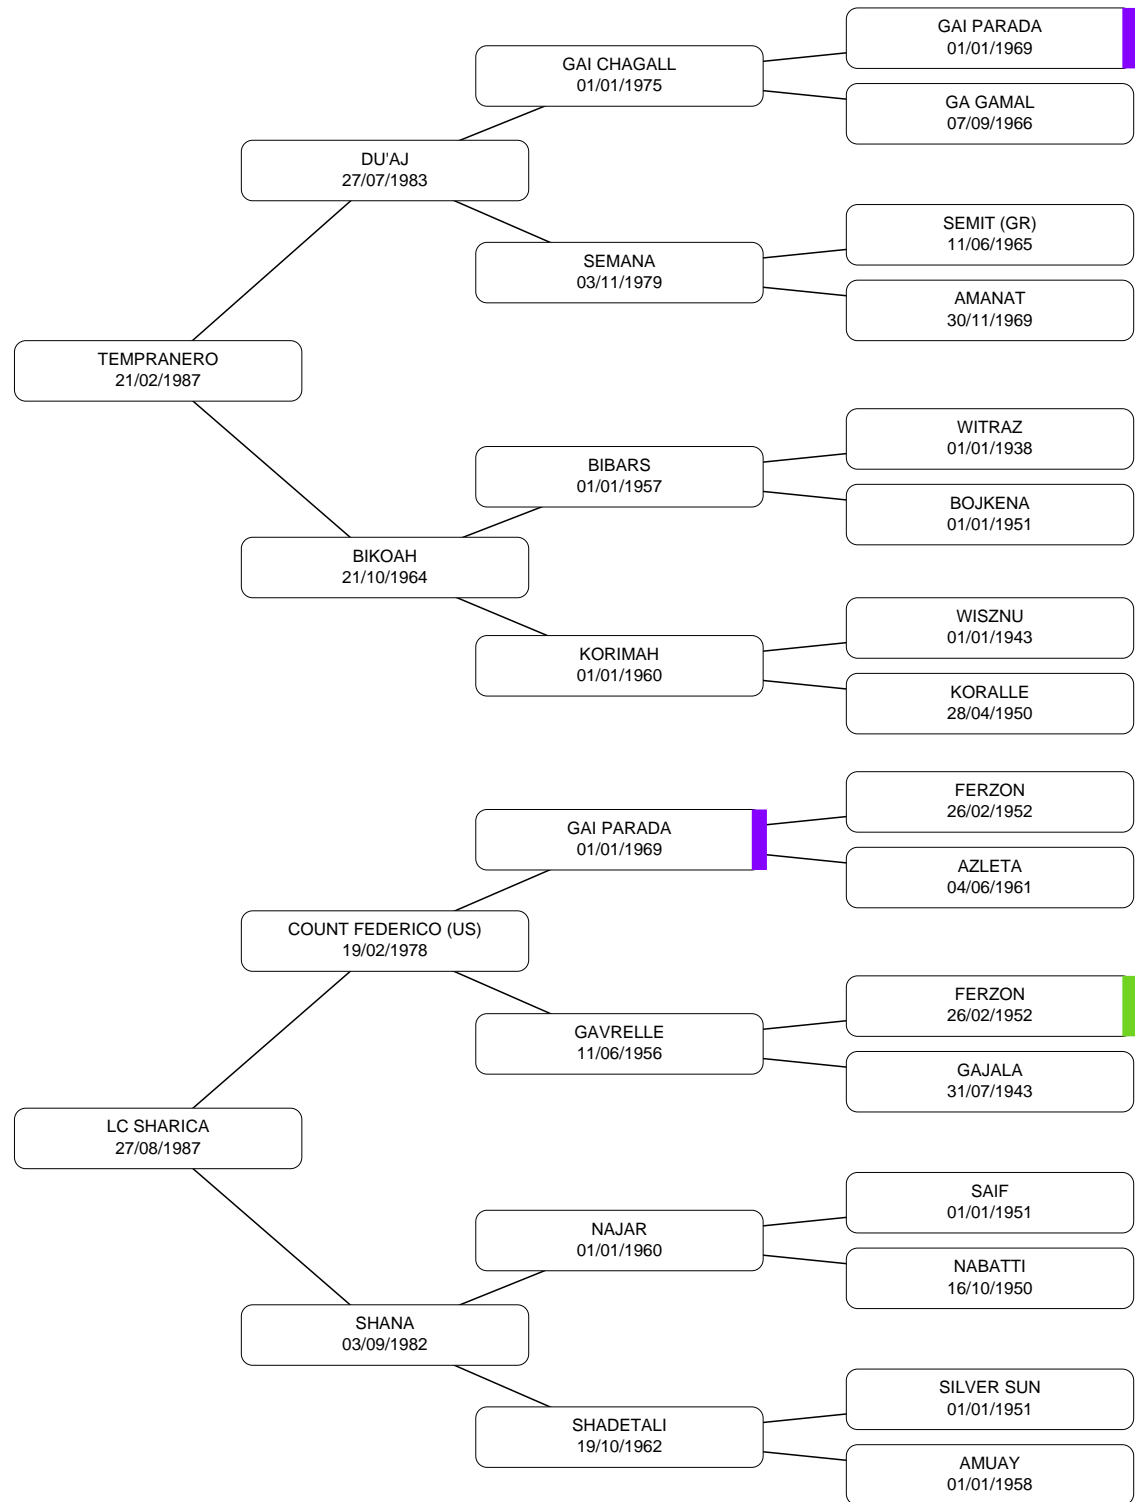 GAI PARADA
01/01/1969
GAI CHAGALL
01/01/1975
GA GAMAL
07/09/1966
DU'AJ
27/07/1983
SEMIT (GR)
11/06/1965
SEMANA
03/11/1979
AMANAT
30/11/1969
TEMPRANERO
21/02/1987
WITRAZ
01/01/1938
BIBARS
01/01/1957
BOJKENA
01/01/1951
BIKOAH
21/10/1964
WISZNU
01/01/1943
KORIMAH
01/01/1960
KORALLE
28/04/1950
FERZON
26/02/1952
GAI PARADA
01/01/1969
AZLETA
04/06/1961
COUNT FEDERICO (US)
19/02/1978
FERZON
26/02/1952
GAVRELLE
11/06/1956
GAJALA
31/07/1943
LC SHARICA
27/08/1987
SAIF
01/01/1951
NAJAR
01/01/1960
NABATTI
16/10/1950
SHANA
03/09/1982
SILVER SUN
01/01/1951
SHADETALI
19/10/1962
AMUAY
01/01/1958